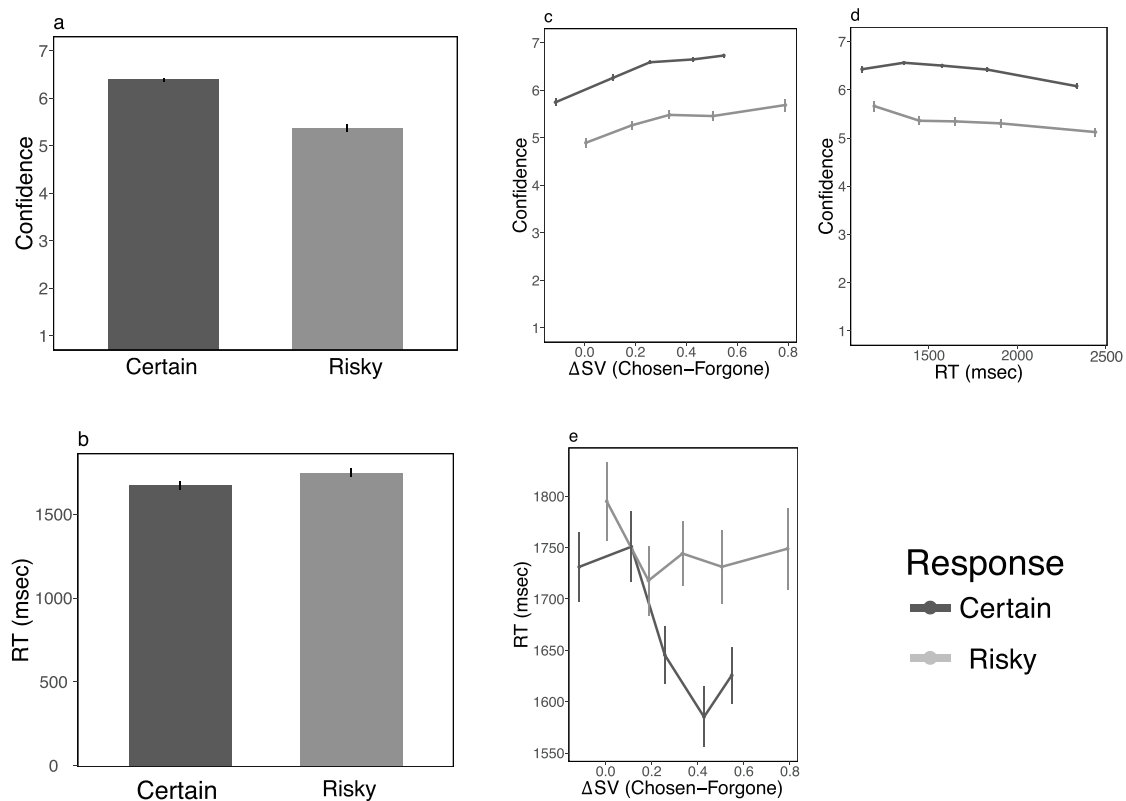 a
7
6
5
4
3
2
1
Confidence
Certain
Risky
c
7
6
5
4
3
2
1
Confidence
0.0 0.2 0.4 0.6 0.8
ΔSV (Chosen−Forgone)
d
7
6
5
4
3
2
1
Confidence
1500 2000 2500
RT (msec)
b
1500
1000
500
0
RT (msec)
Certain
Risky
e
1800
1750
1700
1650
1600
1550
RT (msec)
0.0 0.2 0.4 0.6 0.8
ΔSV (Chosen−Forgone)
Response
Certain
Risky